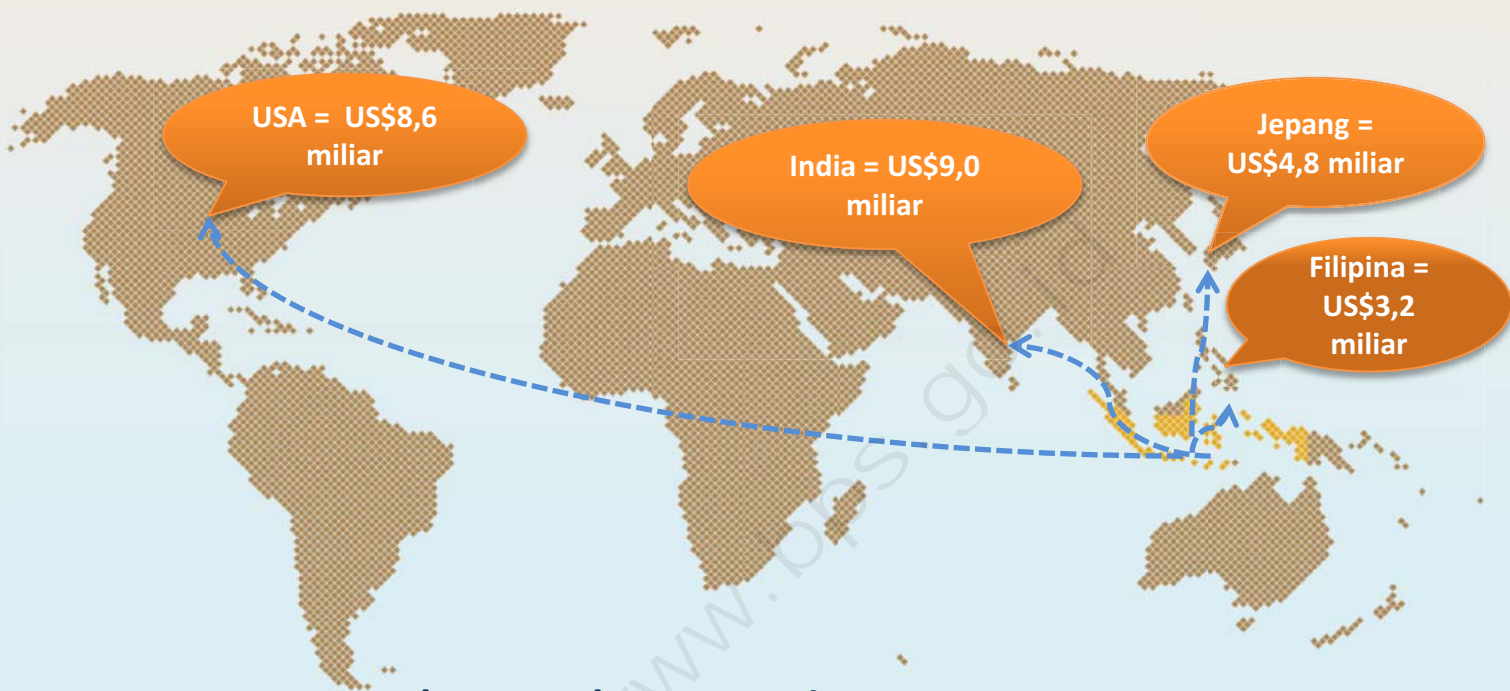 USA = US$8,6
miliar
India = US$9,0
miliar
Jepang =
US$4,8 miliar
Filipina =
US$3,2
miliar